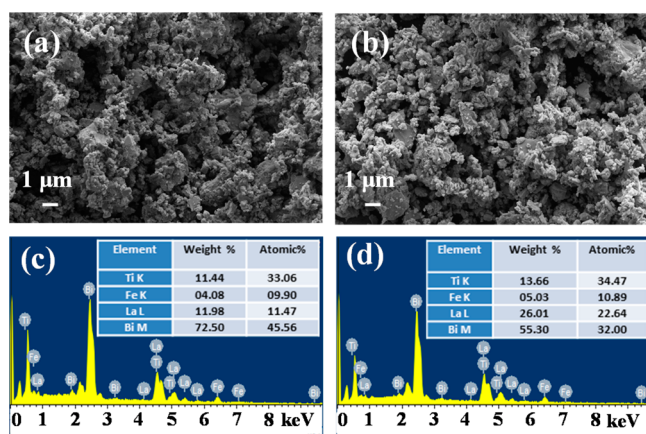 (a)
1 μm
(b)
1 μm
(c)
Element Weight % Atomic%
Ti K 11.44 33.06
Fe K 04.08 09.90
La L 11.98 11.47
Bi M 72.50 45.56
Bi
Ti
Fe
La
Bi
Bi
La
La
Ti
La
Ti
La
La
Fe
Fe
Bi
0 1 2 3 4 5 6 7 8 keV
(d)
Element Weight % Atomic%
Ti K 13.66 34.47
Fe K 05.03 10.89
La L 26.01 22.64
Bi M 55.30 32.00
Bi
Ti
Fe
La
Bi
Bi
La
La
Ti
La
Ti
La
La
Fe
Fe
Bi
0 1 2 3 4 5 6 7 8 keV